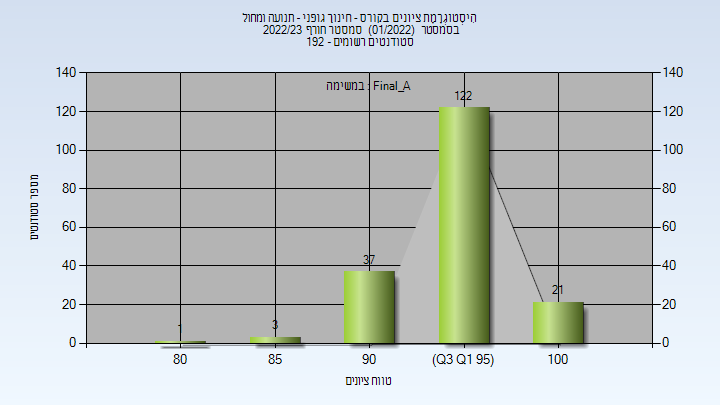 היסטוגרמת ציונים בקורס - חינוך גופני - תנועה ומחול
בסמסטר (01/2022) סמסטר חורף 2022/23
סטודנטים רשומים - 192
במשימה : Final_A
140 140
120 122 120
100 100
80 80
60 60
40 37 40
20 1 3 21 20
0 0
80 85 90 (Q3 Q1 95) 100
מספר סטודנטים
טווח ציונים